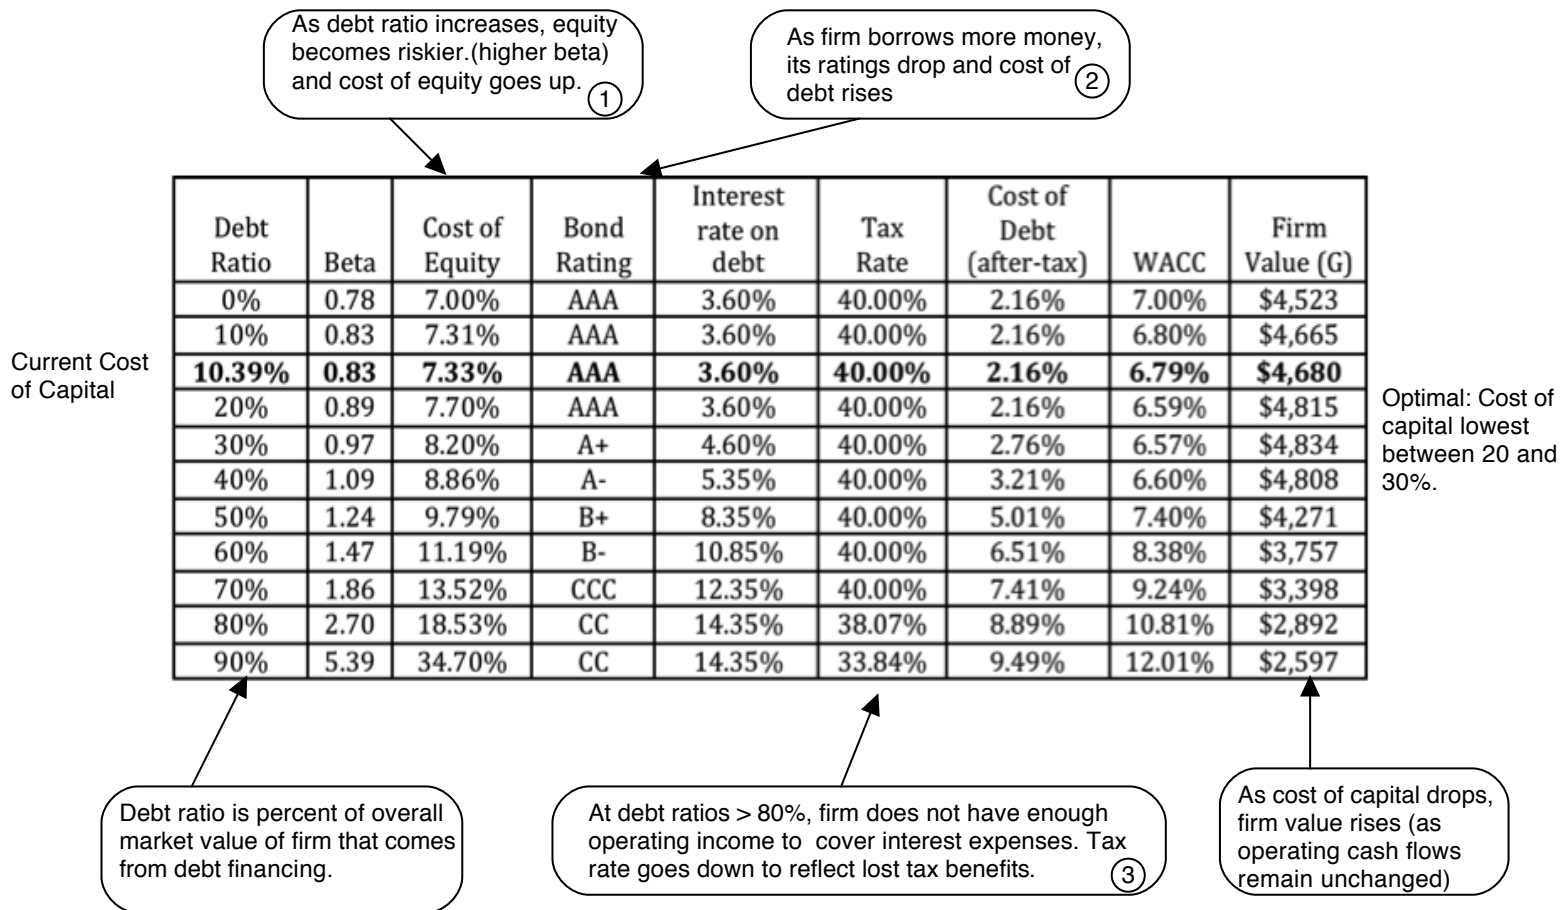 As debt ratio increases, equity
becomes riskier.(higher beta)
and cost of equity goes up.
1
As firm borrows more money,
its ratings drop and cost of
debt rises
2
Debt Ratio Beta Cost of Equity Bond Rating Interest rate on debt Tax Rate Cost of Debt (after-tax) WACC Firm Value (G)
0% 0.78 7.00% AAA 3.60% 40.00% 2.16% 7.00% $4,523
10% 0.83 7.31% AAA 3.60% 40.00% 2.16% 6.80% $4,665
10.39% 0.83 7.33% AAA 3.60% 40.00% 2.16% 6.79% $4,680
20% 0.89 7.70% AAA 3.60% 40.00% 2.16% 6.59% $4,815
30% 0.97 8.20% A+ 4.60% 40.00% 2.76% 6.57% $4,834
40% 1.09 8.86% A- 5.35% 40.00% 3.21% 6.60% $4,808
50% 1.24 9.79% B+ 8.35% 40.00% 5.01% 7.40% $4,271
60% 1.47 11.19% B- 10.85% 40.00% 6.51% 8.38% $3,757
70% 1.86 13.52% CCC 12.35% 40.00% 7.41% 9.24% $3,398
80% 2.70 18.53% CC 14.35% 38.07% 8.89% 10.81% $2,892
90% 5.39 34.70% CC 14.35% 33.84% 9.49% 12.01% $2,597
Current Cost
of Capital
Optimal: Cost of
capital lowest
between 20 and
30%.
Debt ratio is percent of overall
market value of firm that comes
from debt financing.
At debt ratios > 80%, firm does not have enough
operating income to cover interest expenses. Tax
rate goes down to reflect lost tax benefits.
3
As cost of capital drops,
firm value rises (as
operating cash flows
remain unchanged)